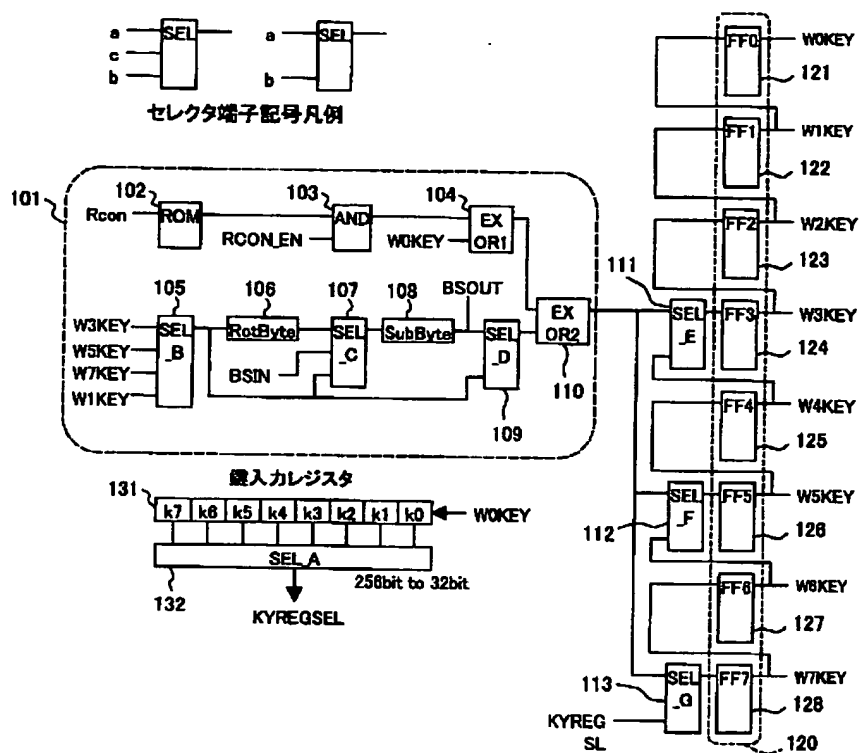 a SEL
c
b
a SEL
b
セレクタ端子記号凡例
101
Rcon
102
ROM
103
AND
RCON_EN
104
EX
OR1
W0KEY
105
W3KEY
W5KEY
W7KEY
W1KEY
SEL
_B
106
RotByte
107
SEL
_C
BSIN
108
SubByte
BSOUT
SEL
_D
109
EX
OR2
110
鍵入力レジスタ
131
k7 k6 k5 k4 k3 k2 k1 k0
W0KEY
SEL_A
132
256bit to 32bit
KYREGSEL
111
SEL
_E
112
SEL
_F
113
SEL
_G
KYREG
SL
FF0 W0KEY
121
FF1 W1KEY
122
FF2 W2KEY
123
FF3 W3KEY
124
FF4 W4KEY
125
FF5 W5KEY
126
FF6 W6KEY
127
FF7 W7KEY
128
120